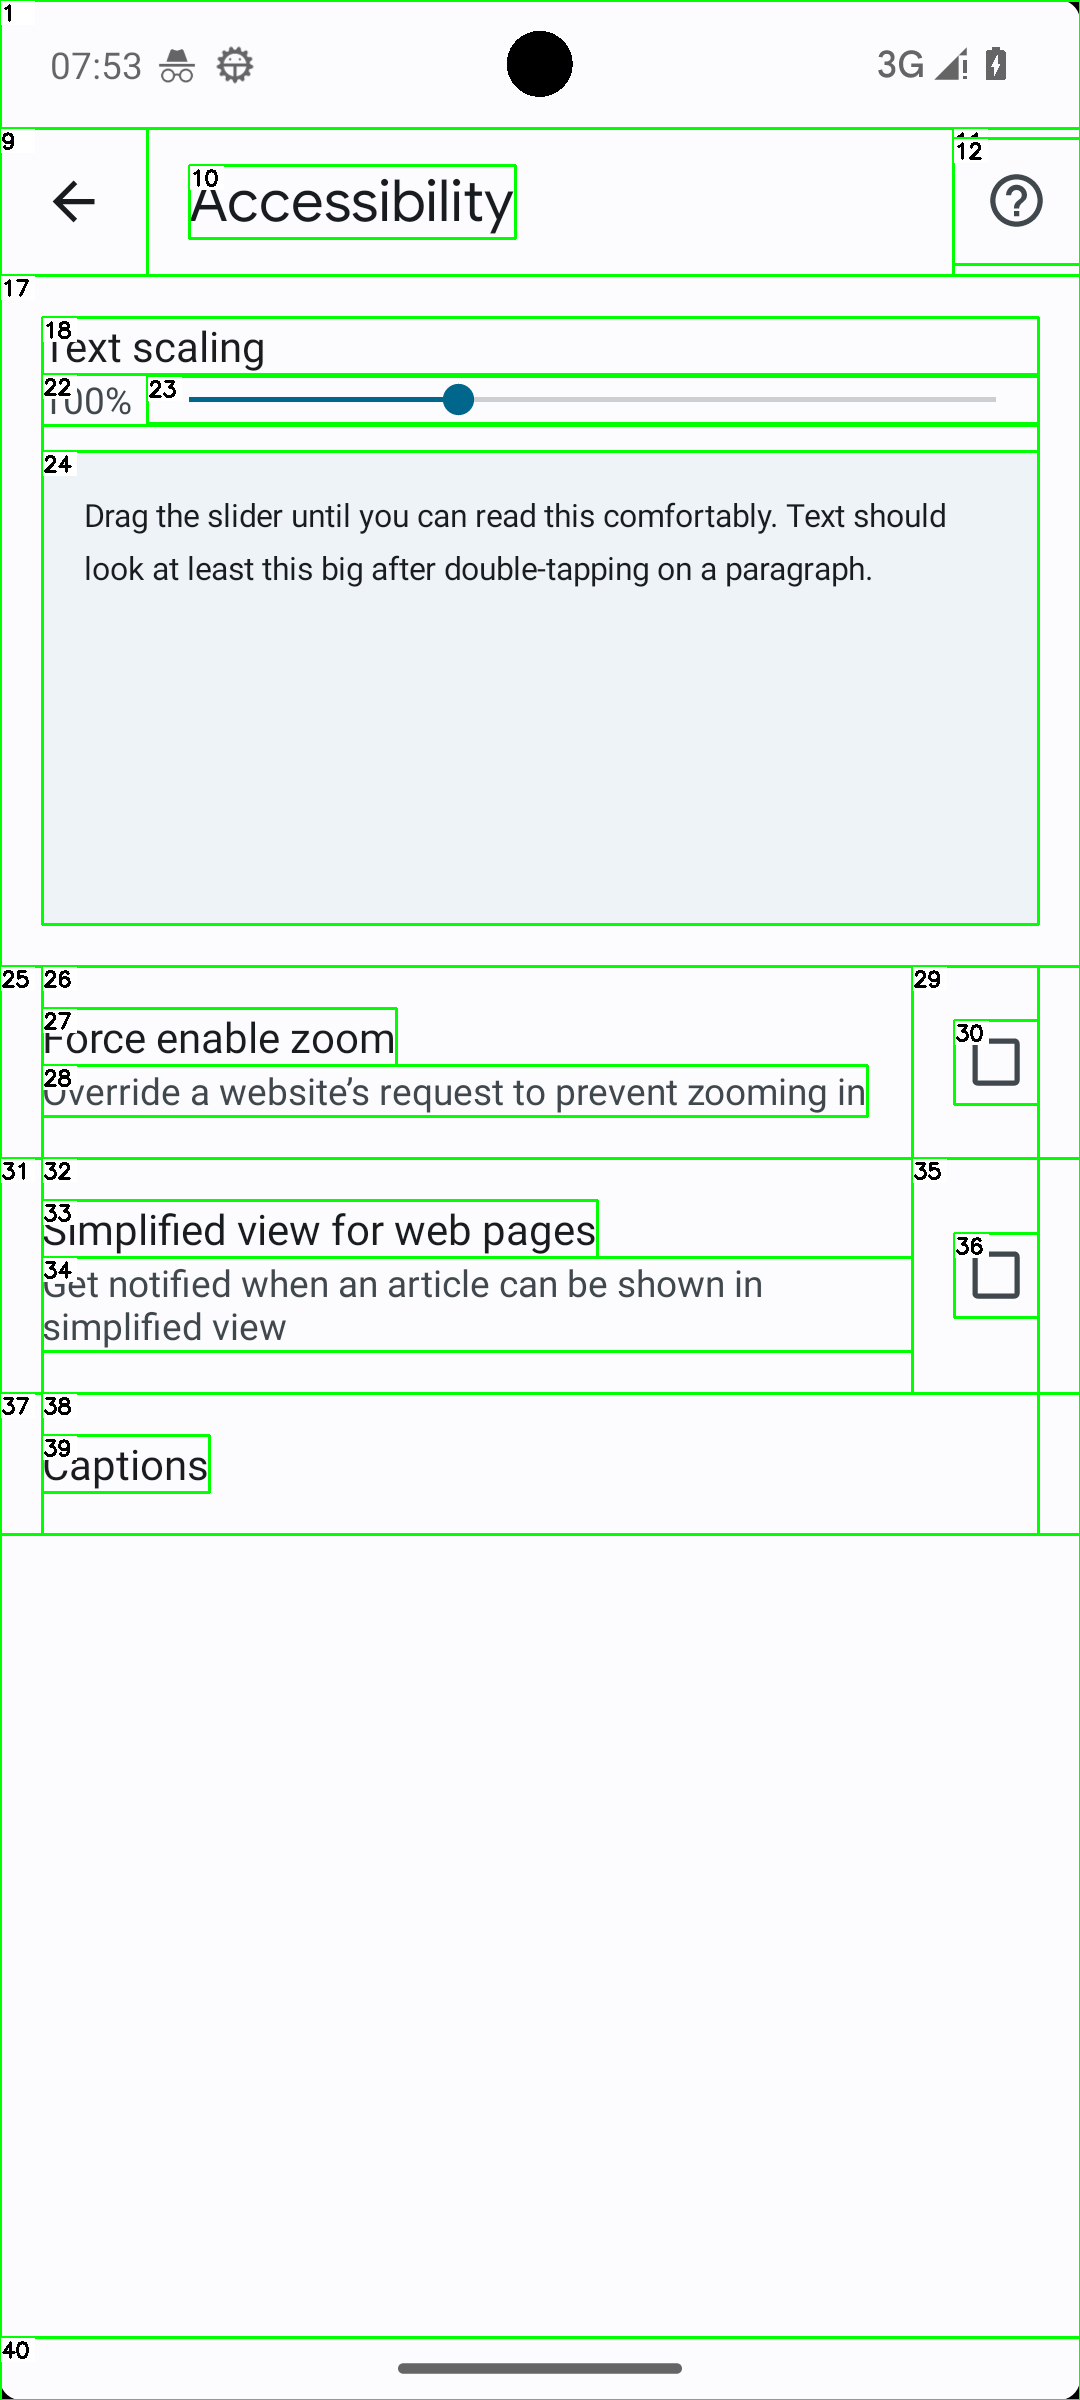 1
07:53
3G
9
10
Accessibility
12
17
18
Text scaling
22
100%
23
24
Drag the slider until you can read this comfortably. Text should
look at least this big after double-tapping on a paragraph.
25
26
29
27
Force enable zoom
30
28
Override a website’s request to prevent zooming in
31
32
35
33
Simplified view for web pages
36
34
Get notified when an article can be shown in
simplified view
37
38
39
Captions
40